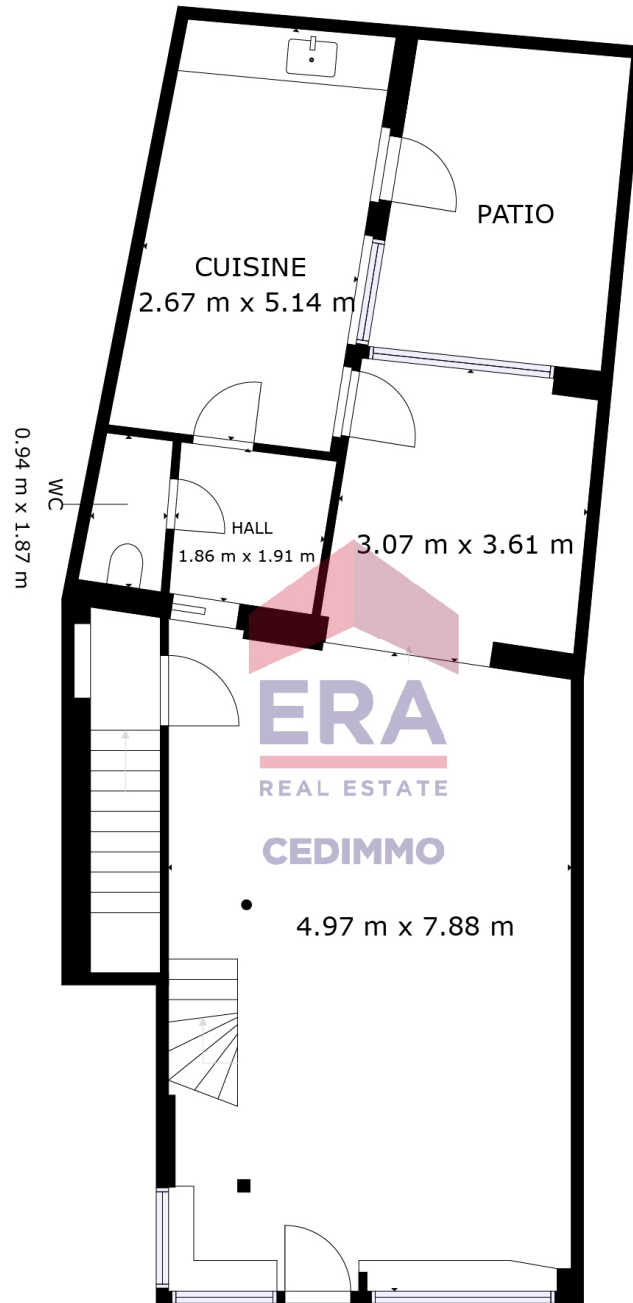 PATIO
CUISINE
2.67 m x 5.14 m
WC
0.94 m x 1.87 m
HALL
1.86 m x 1.91 m
3.07 m x 3.61 m
ERA
REAL ESTATE
CEDIMMO
4.97 m x 7.88 m